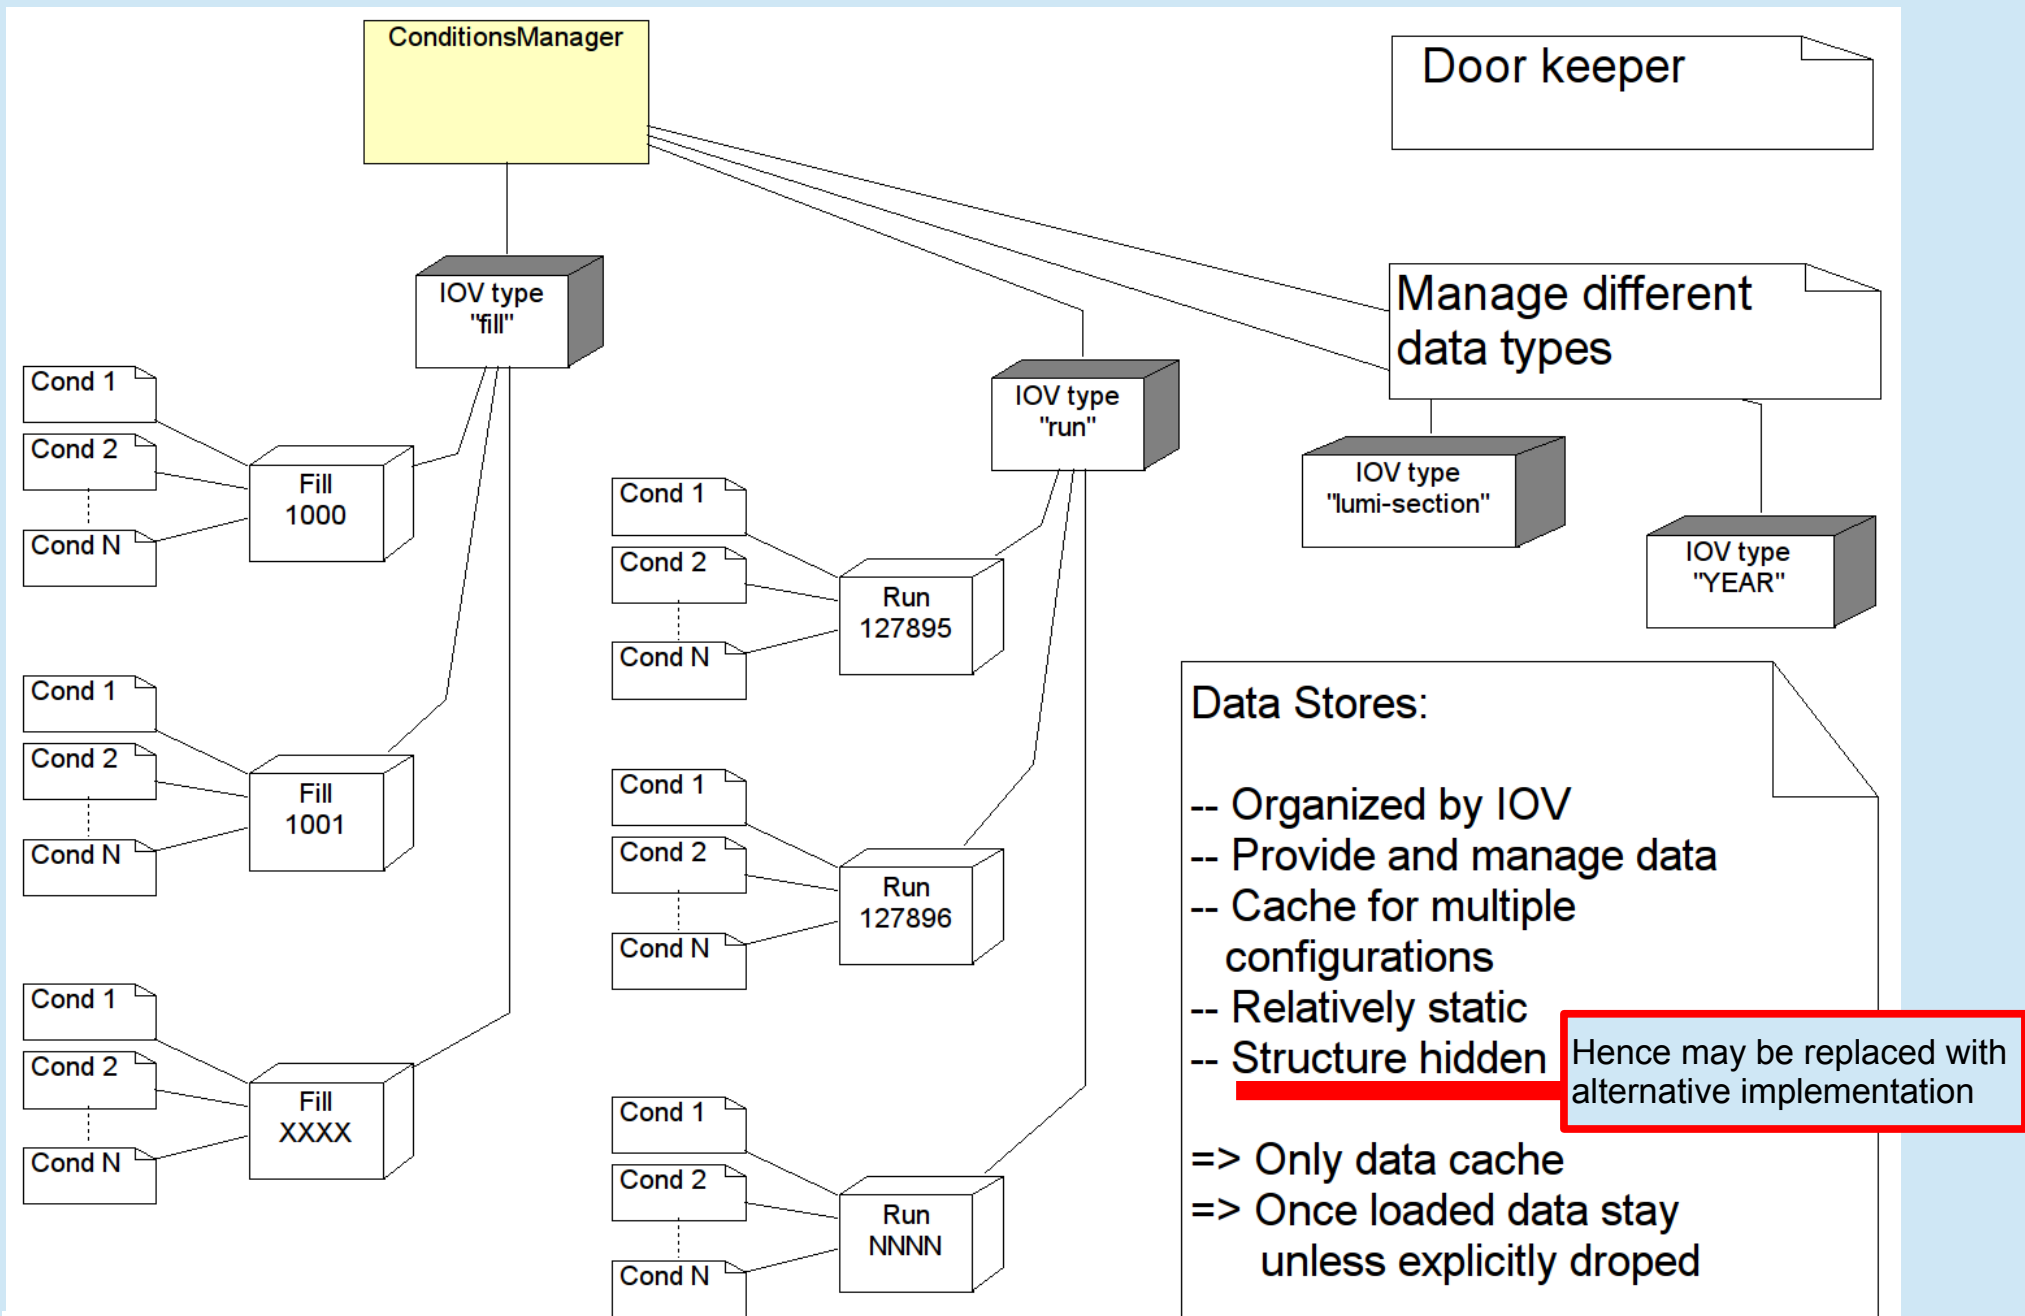 ConditionsManager
Door keeper
IOV type
"fill"
Manage different
data types
IOV type
"run"
IOV type
"lumi-section"
IOV type
"YEAR"
Cond 1
Cond 2
Cond N
Fill
1000
Cond 1
Cond 2
Cond N
Fill
1001
Cond 1
Cond 2
Cond N
Fill
XXXX
Cond 1
Cond 2
Cond N
Run
127895
Cond 1
Cond 2
Cond N
Run
127896
Cond 1
Cond 2
Cond N
Run
NNNN
Data Stores:
-- Organized by IOV
-- Provide and manage data
-- Cache for multiple
configurations
-- Relatively static
-- Structure hidden
Hence may be replaced with
alternative implementation
=> Only data cache
=> Once loaded data stay
unless explicitly droped